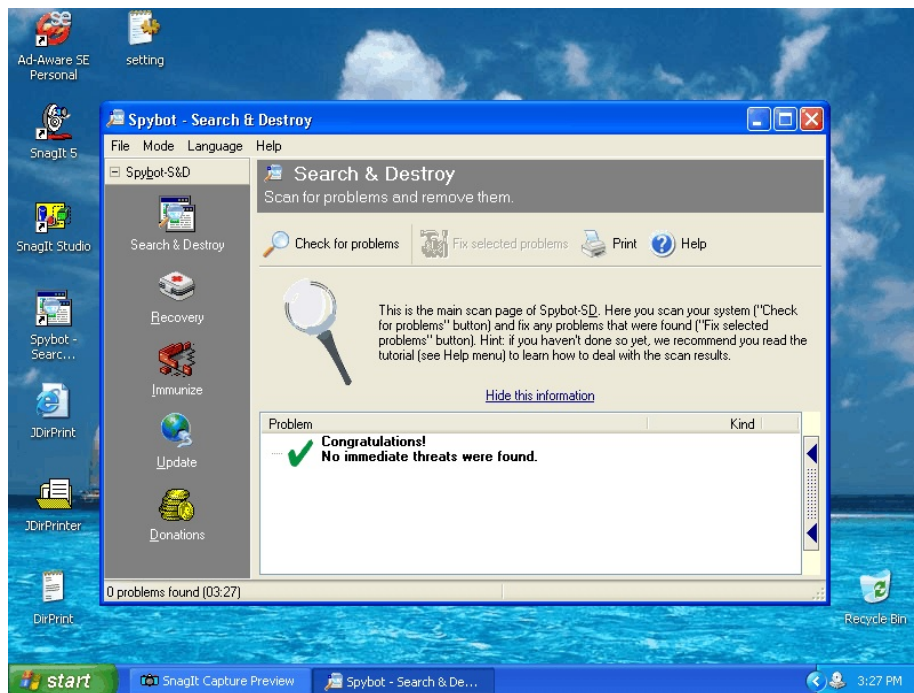 Ad-Aware SE
Personal
setting
SnagIt 5
SnagIt Studio
Spybot -
Searc...
JDirPrint
JDirPrinter
DirPrint
Spybot - Search & Destroy
File Mode Language Help
Spybot-S&D
Search & Destroy
Recovery
Immunize
Update
Donations
Search & Destroy
Scan for problems and remove them.
Check for problems Fix selected problems Print Help
This is the main scan page of Spybot-SD. Here you scan your system ("Check
for problems" button) and fix any problems that were found ("Fix selected
problems" button). Hint: if you haven't done so yet, we recommend you read the
tutorial (see Help menu) to learn how to deal with the scan results.
Hide this information
Problem Kind
Congratulations!
No immediate threats were found.
0 problems found (03:27)
Recycle Bin
start SnagIt Capture Preview Spybot - Search & De... 3:27 PM